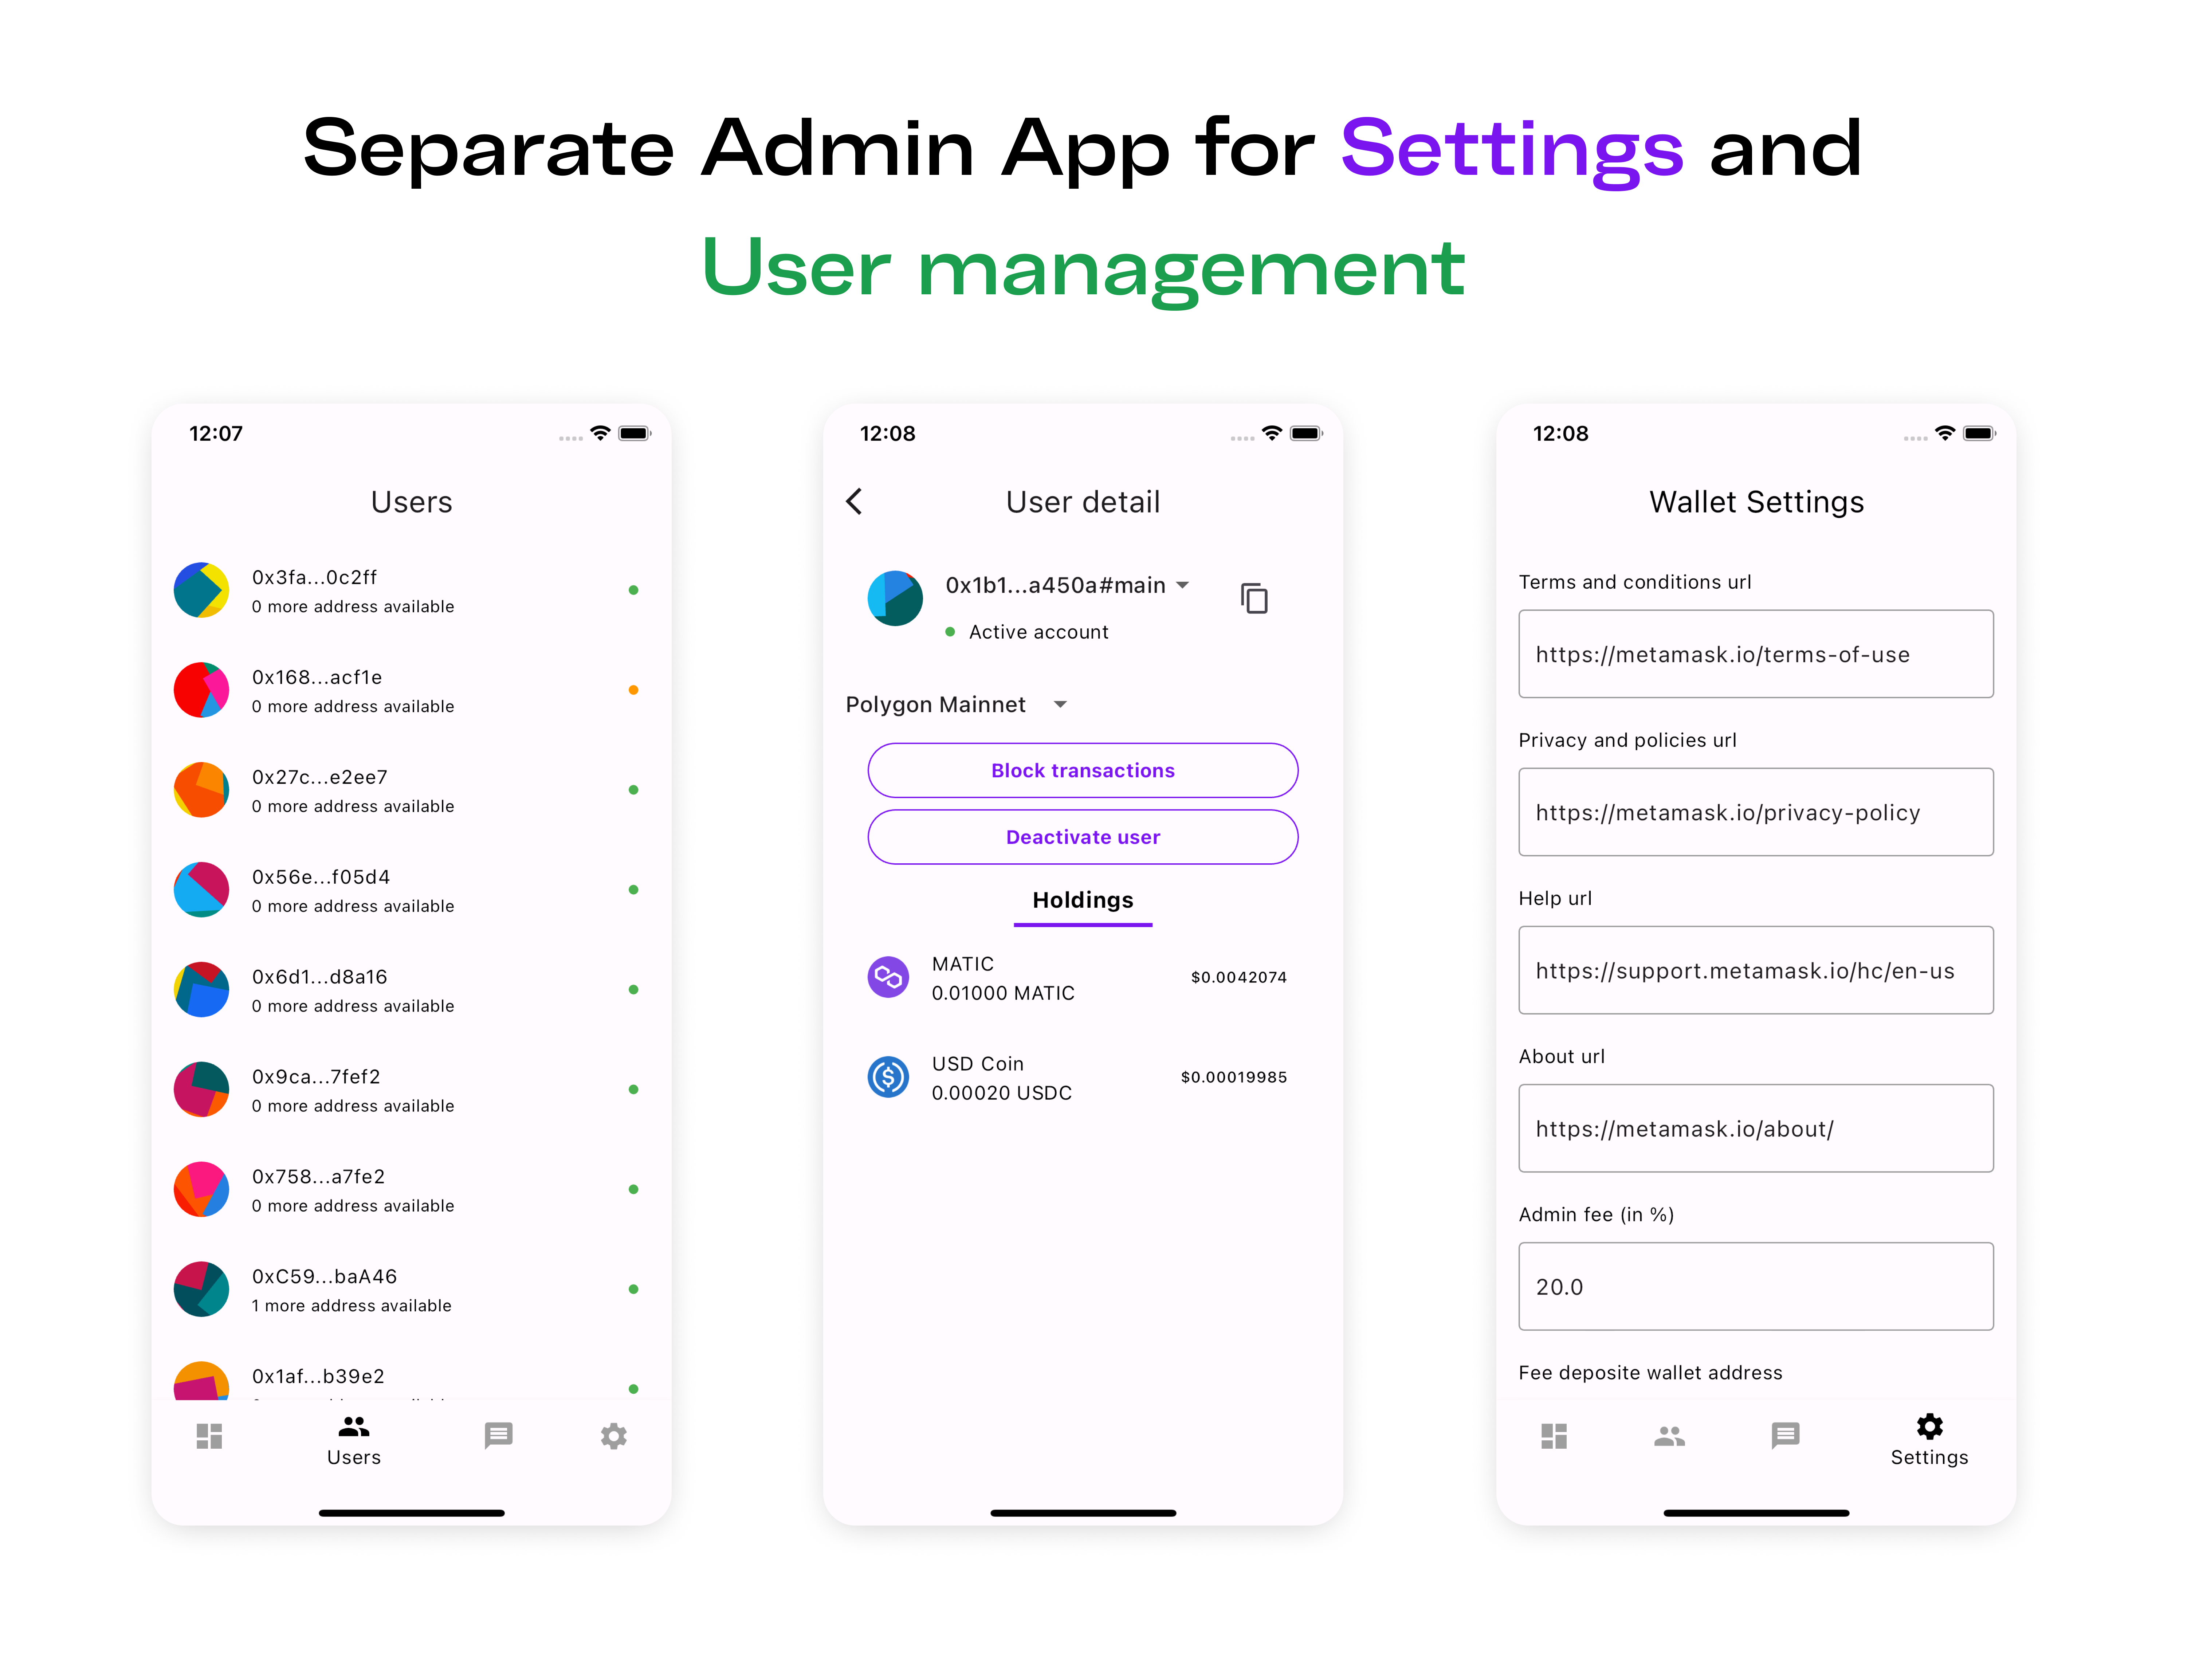 Separate Admin App for Settings and
User management
12:07
Users
0x3fa...0c2ff
0 more address available
0x168...acf1e
0 more address available
0x27c...e2ee7
0 more address available
0x56e...f05d4
0 more address available
0x6d1...d8a16
0 more address available
0x9ca...7fef2
0 more address available
0x758...a7fe2
0 more address available
0xC59...baA46
1 more address available
0x1af...b39e2
Users
12:08
User detail
0x1b1...a450a#main
Active account
Polygon Mainnet
Block transactions
Deactivate user
Holdings
MATIC
0.01000 MATIC
$0.0042074
USD Coin
0.00020 USDC
$0.00019985
12:08
Wallet Settings
Terms and conditions url
https://metamask.io/terms-of-use
Privacy and policies url
https://metamask.io/privacy-policy
Help url
https://support.metamask.io/hc/en-us
About url
https://metamask.io/about/
Admin fee (in %)
20.0
Fee deposite wallet address
Settings